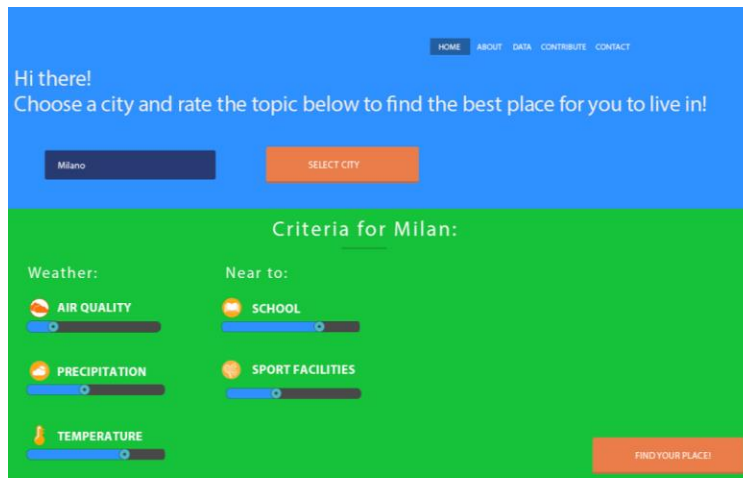 HOME ABOUT DATA CONTRIBUTE CONTACT
Hi there!
Choose a city and rate the topic below to find the best place for you to live in!
Milano SELECT CITY
Criteria for Milan:
Weather: Near to:
AIR QUALITY SCHOOL
PRECIPITATION SPORT FACILITIES
TEMPERATURE
FIND YOUR PLACE!